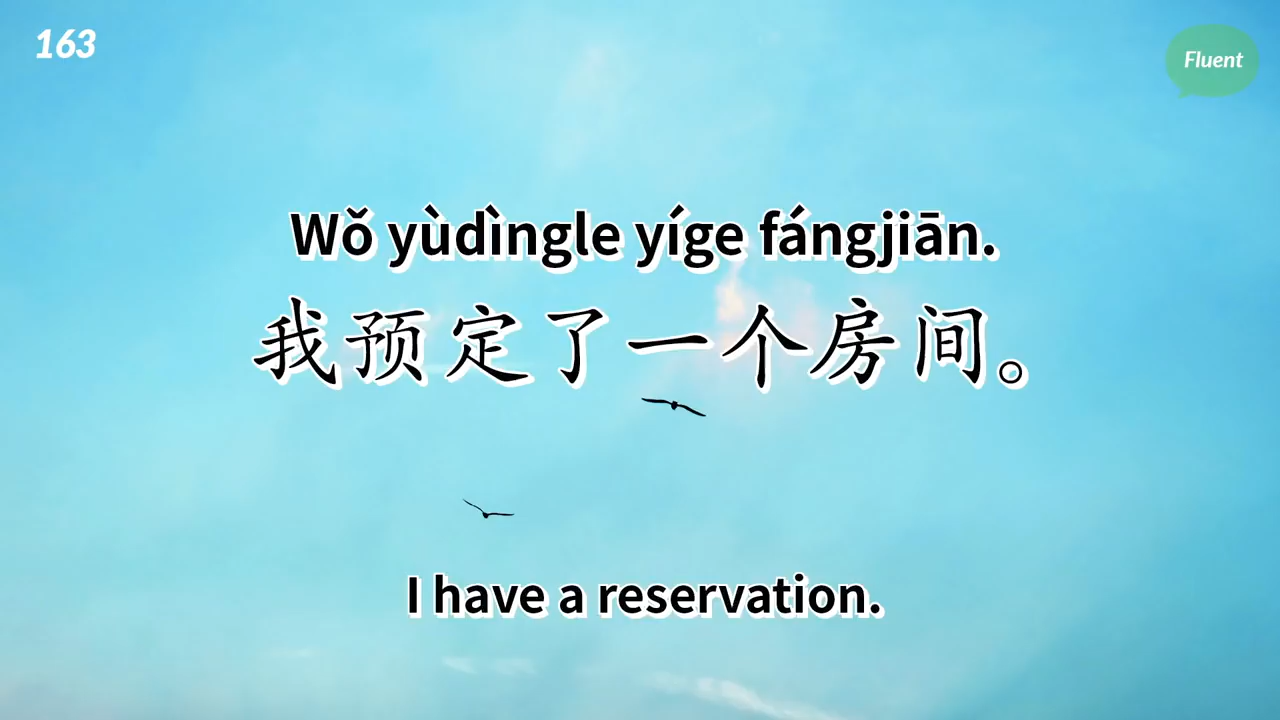 163
Fluent
Wǒ yùdìngle yíge fángjiān.
我预定了一个房间。
I have a reservation.